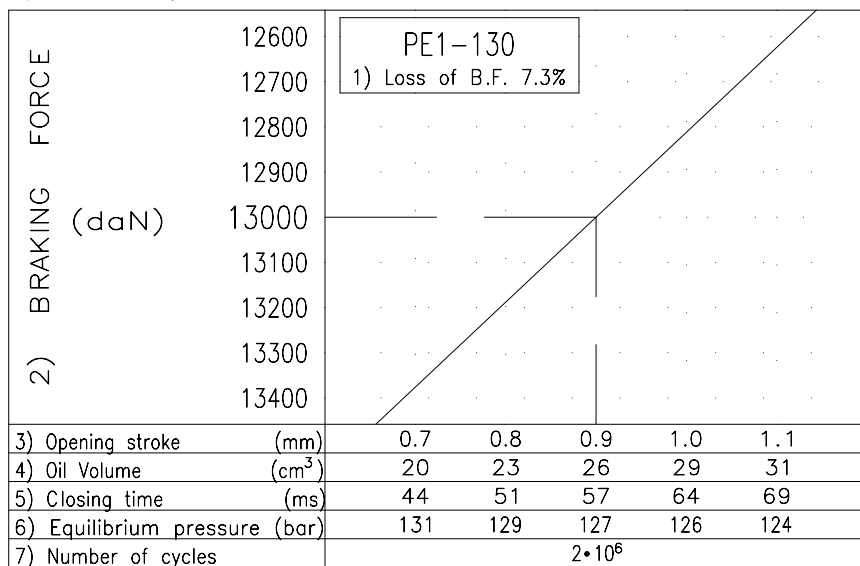 12600
PE1-130
1) Loss of B.F. 7.3%
12700
12800
12900
13000
13100
13200
13300
13400
2) BRAKING FORCE
(daN)
3) Opening stroke (mm) 0.7 0.8 0.9 1.0 1.1
4) Oil Volume (cm³) 20 23 26 29 31
5) Closing time (ms) 44 51 57 64 69
6) Equilibrium pressure (bar) 131 129 127 126 124
7) Number of cycles 2•10⁶